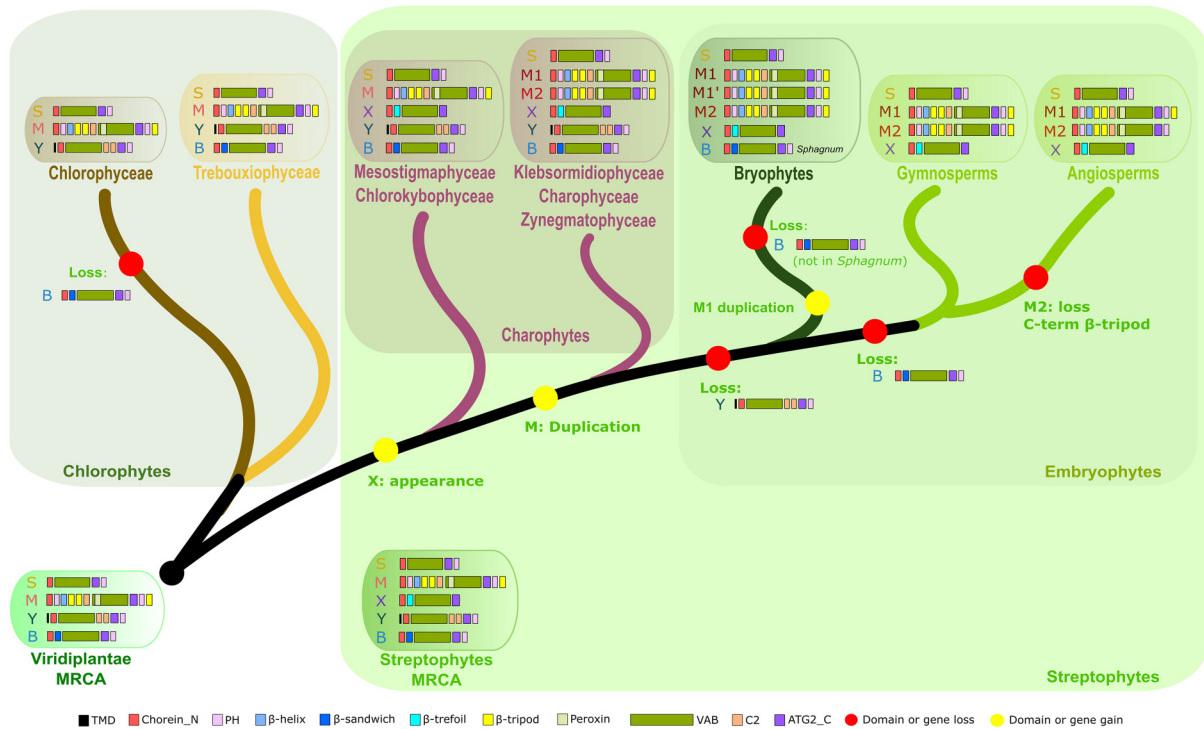 S
M
Y
Chlorophyceae
S
M
Y
B
Trebouxiophyceae
Loss:
B
Chlorophytes
S
M
X
Y
B
Mesostigmaphyceae
Chlorokybophyceae
S
M1
M2
X
Y
B
Klebsormidiophyceae
Charophyceae
Zynegmatophyceae
Charophytes
S
M1
M1'
M2
X
B Sphagnum
Bryophytes
S
M1
M2
X
Gymnosperms
S
M1
M2
X
Angiosperms
Loss:
B
(not in Sphagnum)
M1 duplication
M2: loss
C-term β-tripod
Loss:
B
Loss:
Y
M: Duplication
X: appearance
Embryophytes
S
M
Y
B
Viridiplantae
MRCA
S
M
X
Y
B
Streptophytes
MRCA
Streptophytes
TMD Chorein_N PH β-helix β-sandwich β-trefoil β-tripod Peroxin VAB C2 ATG2_C Domain or gene loss Domain or gene gain